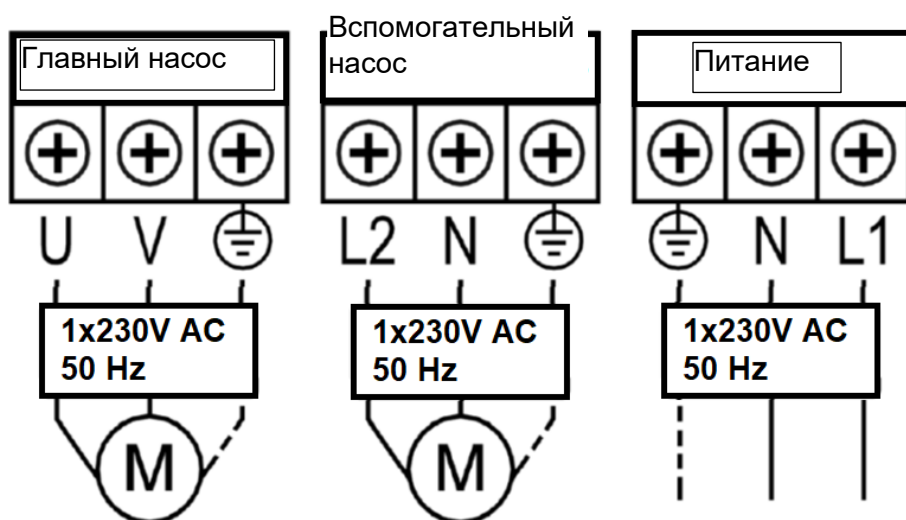 Главный насос
Вспомогательный
насос
Питание
U V
L2 N
N L1
1x230V AC
50 Hz
1x230V AC
50 Hz
1x230V AC
50 Hz
M
M